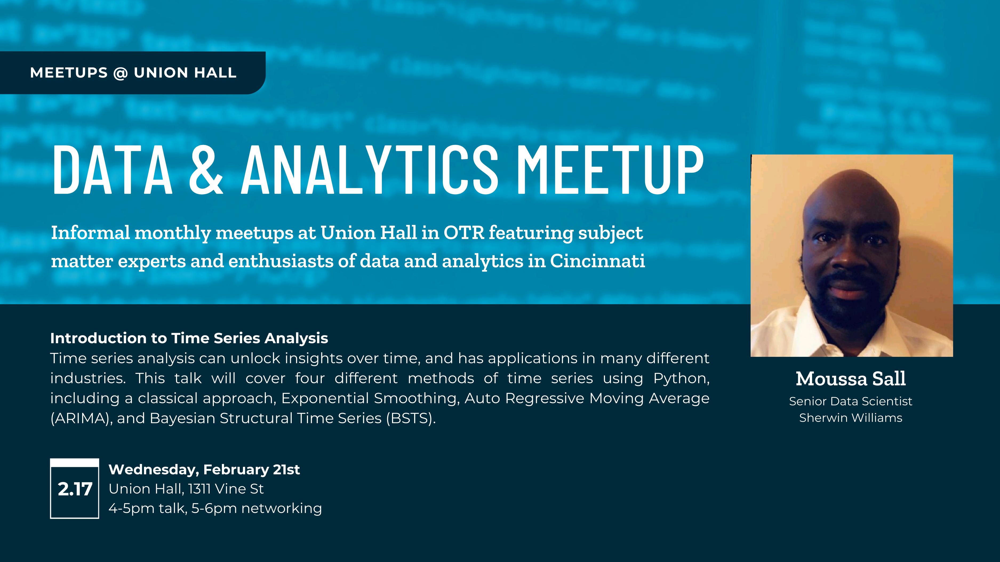 MEETUPS @ UNION HALL
DATA & ANALYTICS MEETUP
Informal monthly meetups at Union Hall in OTR featuring subject
matter experts and enthusiasts of data and analytics in Cincinnati
Introduction to Time Series Analysis
Time series analysis can unlock insights over time, and has applications in many different
industries. This talk will cover four different methods of time series using Python,
including a classical approach, Exponential Smoothing, Auto Regressive Moving Average
(ARIMA), and Bayesian Structural Time Series (BSTS).
Moussa Sall
Senior Data Scientist
Sherwin Williams
2.17
Wednesday, February 21st
Union Hall, 1311 Vine St
4-5pm talk, 5-6pm networking